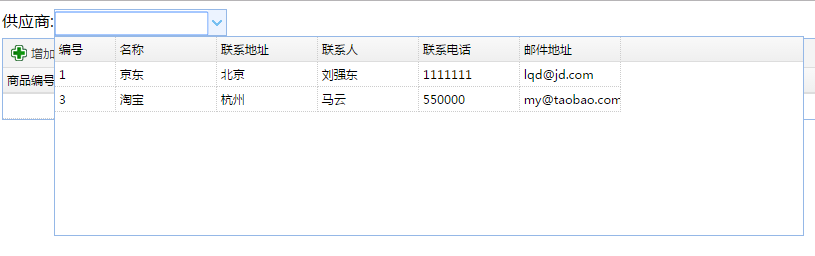 供应商:
编号 名称 联系地址 联系人 联系电话 邮件地址
增加
1 京东 北京 刘强东 1111111 lqd@jd.com
商品编号
3 淘宝 杭州 马云 550000 my@taobao.com